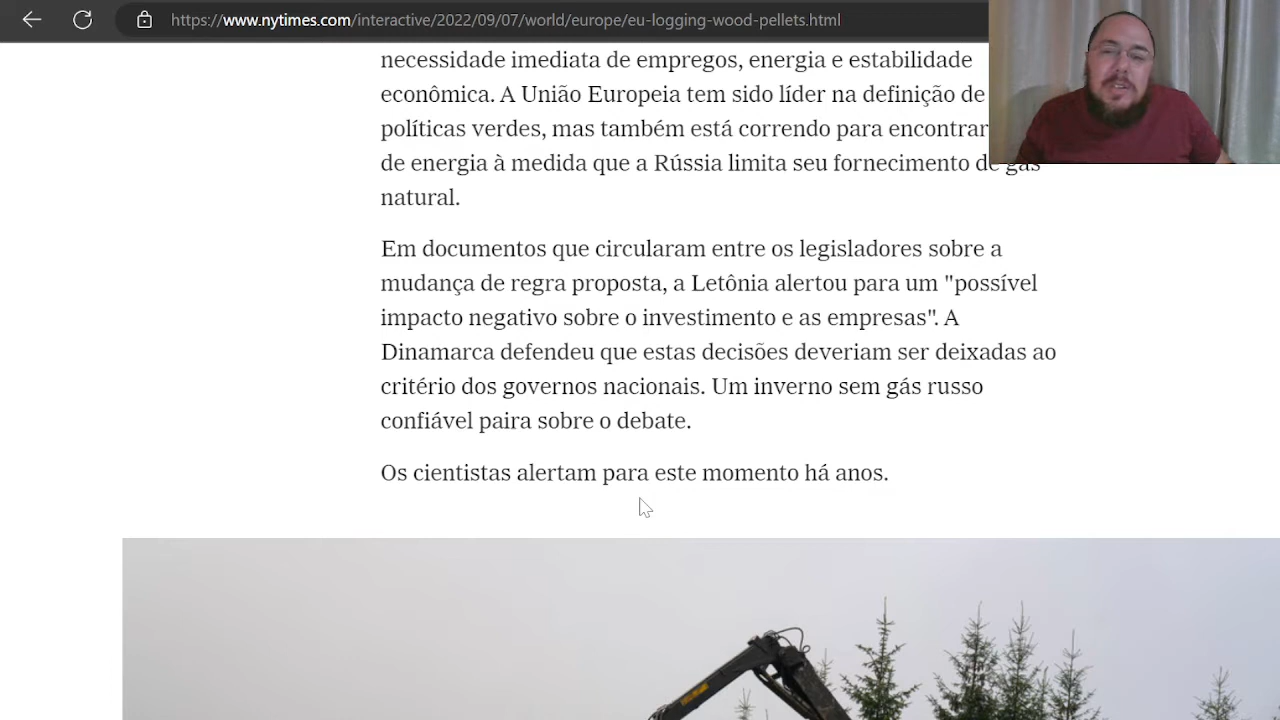 https://www.nytimes.com/interactive/2022/09/07/world/europe/eu-logging-wood-pellets.html
necessidade imediata de empregos, energia e estabilidade
econômica. A União Europeia tem sido líder na definição de
políticas verdes, mas também está correndo para encontrar
de energia à medida que a Rússia limita seu fornecimento de gás
natural.
Em documentos que circularam entre os legisladores sobre a
mudança de regra proposta, a Letônia alertou para um "possível
impacto negativo sobre o investimento e as empresas". A
Dinamarca defendeu que estas decisões deveriam ser deixadas ao
critério dos governos nacionais. Um inverno sem gás russo
confiável paira sobre o debate.
Os cientistas alertam para este momento há anos.